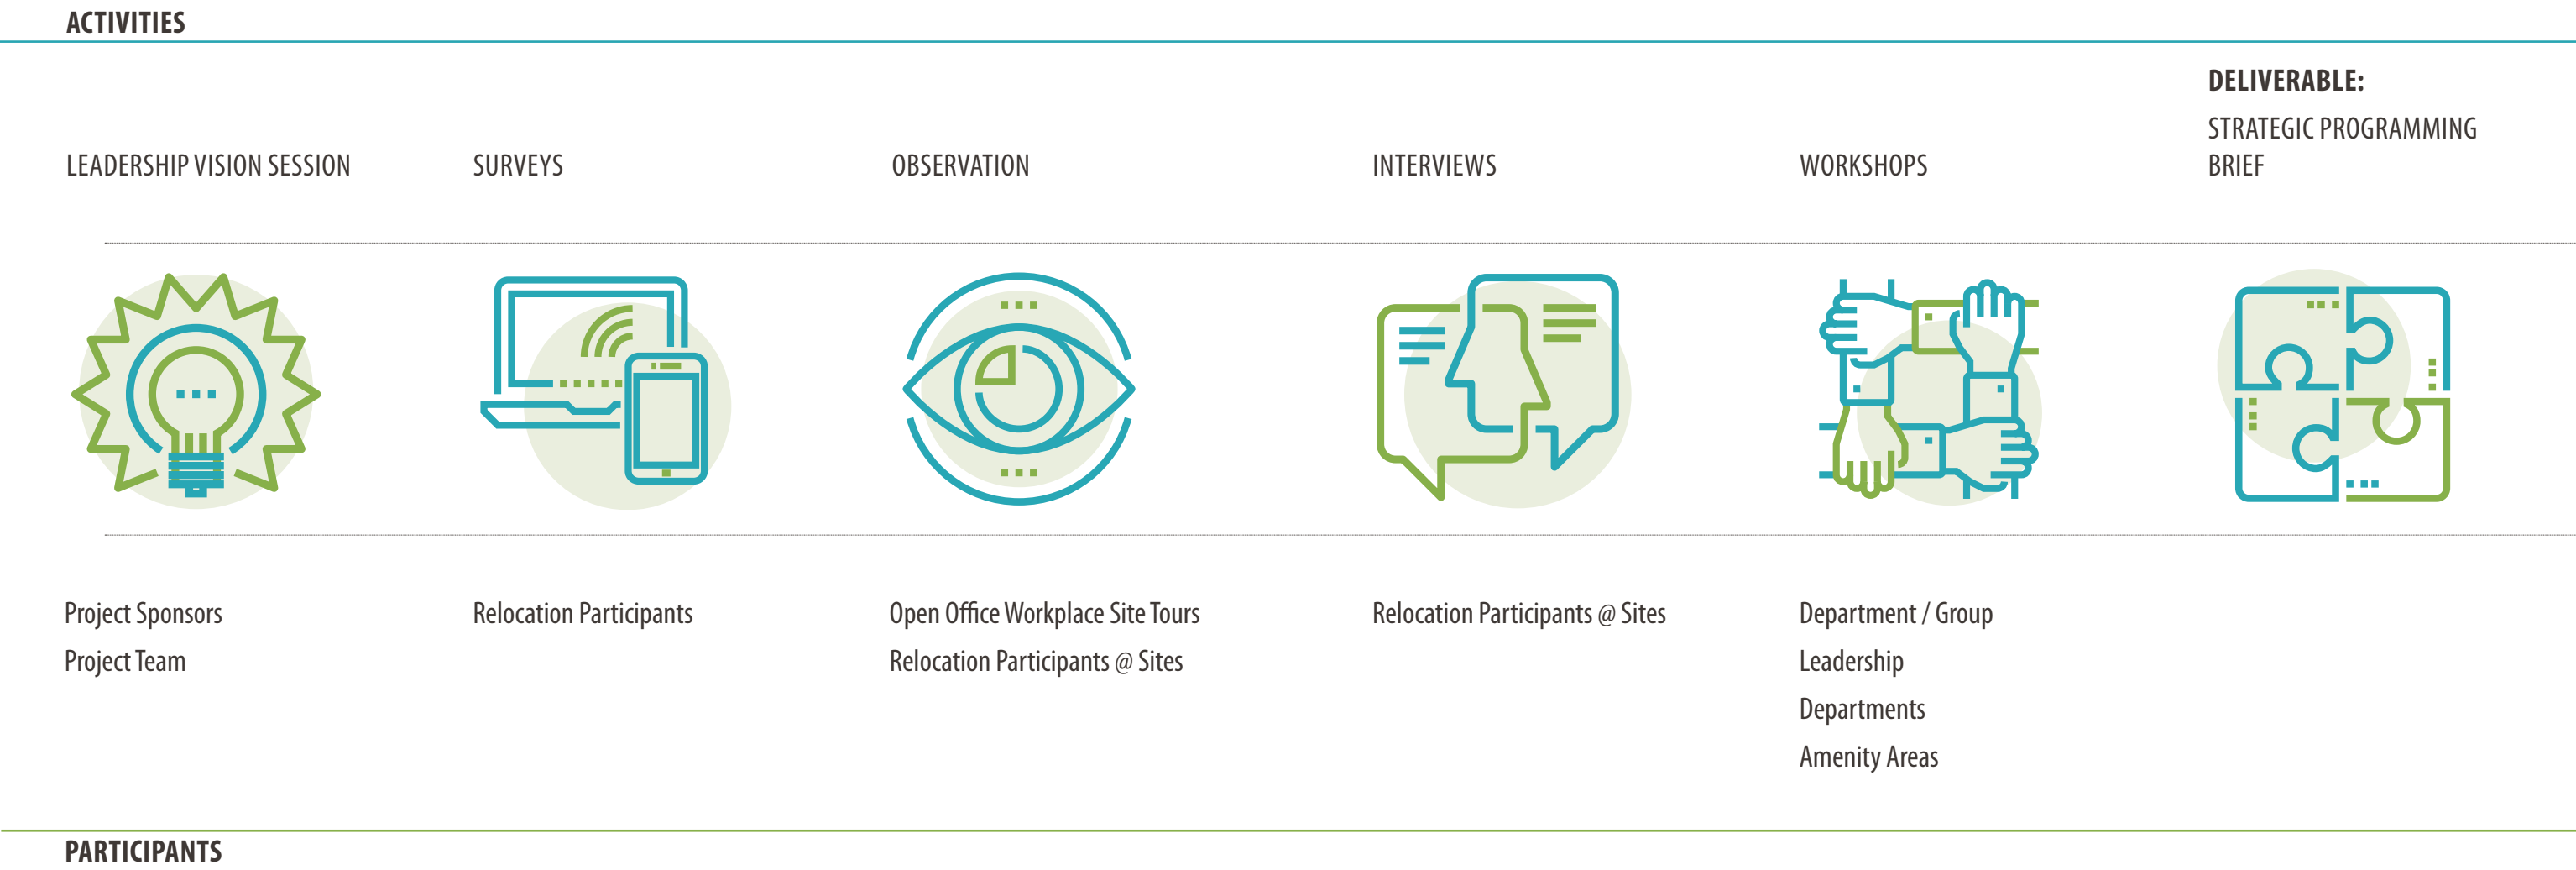 ACTIVITIES
LEADERSHIP VISION SESSION
SURVEYS
OBSERVATION
INTERVIEWS
WORKSHOPS
DELIVERABLE:
STRATEGIC PROGRAMMING
BRIEF
Project Sponsors
Project Team
Relocation Participants
Open Office Workplace Site Tours
Relocation Participants @ Sites
Relocation Participants @ Sites
Department / Group
Leadership
Departments
Amenity Areas
PARTICIPANTS